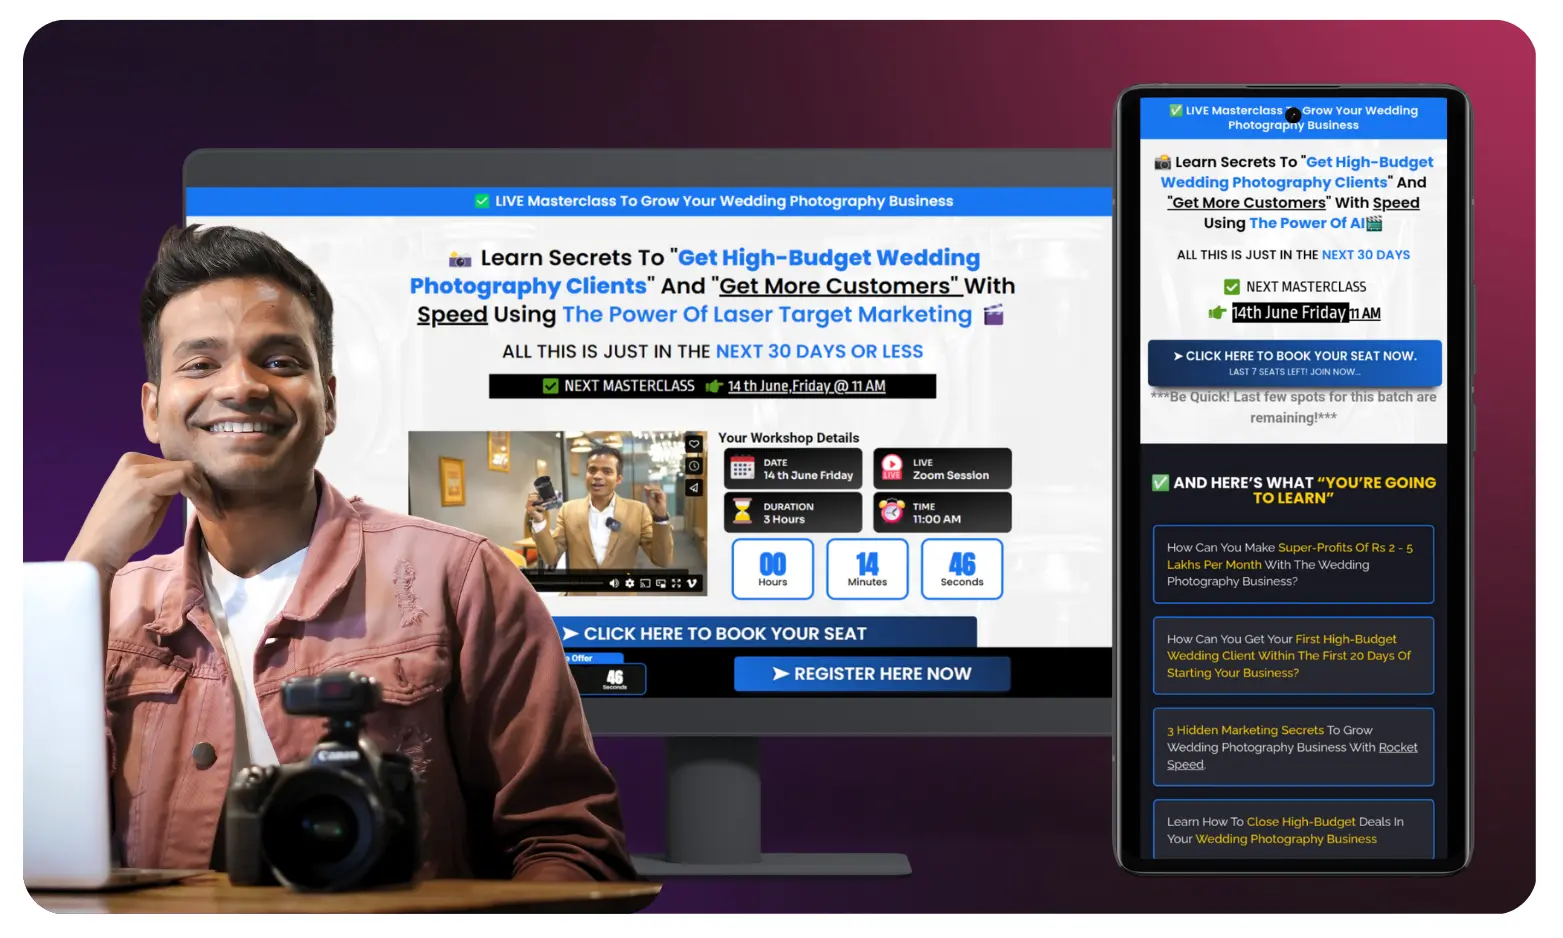 ✅ LIVE Masterclass To Grow Your Wedding Photography Business
📸 Learn Secrets To "Get High-Budget Wedding
Photography Clients" And "Get More Customers" With
Speed Using The Power Of Laser Target Marketing 🎬
ALL THIS IS JUST IN THE NEXT 30 DAYS OR LESS
✅ NEXT MASTERCLASS 👉 14 th June,Friday @ 11 AM
Your Workshop Details
DATE
14 th June Friday
LIVE
LIVE
Zoom Session
DURATION
3 Hours
TIME
11:00 AM
00
Hours
14
Minutes
46
Seconds
➤ CLICK HERE TO BOOK YOUR SEAT
Offer
46
Seconds
➤ REGISTER HERE NOW
Canon
✅ LIVE Masterclass Grow Your Wedding
Photography Business
📸 Learn Secrets To "Get High-Budget
Wedding Photography Clients" And
"Get More Customers" With Speed
Using The Power Of AI🎬
ALL THIS IS JUST IN THE NEXT 30 DAYS
✅ NEXT MASTERCLASS
👉 14th June Friday 11 AM
➤ CLICK HERE TO BOOK YOUR SEAT NOW.
LAST 7 SEATS LEFT! JOIN NOW...
***Be Quick! Last few spots for this batch are
remaining!***
✅ AND HERE'S WHAT “YOU’RE GOING
TO LEARN”
How Can You Make Super-Profits Of Rs 2 - 5
Lakhs Per Month With The Wedding
Photography Business?
How Can You Get Your First High-Budget
Wedding Client Within The First 20 Days Of
Starting Your Business?
3 Hidden Marketing Secrets To Grow
Wedding Photography Business With Rocket
Speed.
Learn How To Close High-Budget Deals In
Your Wedding Photography Business